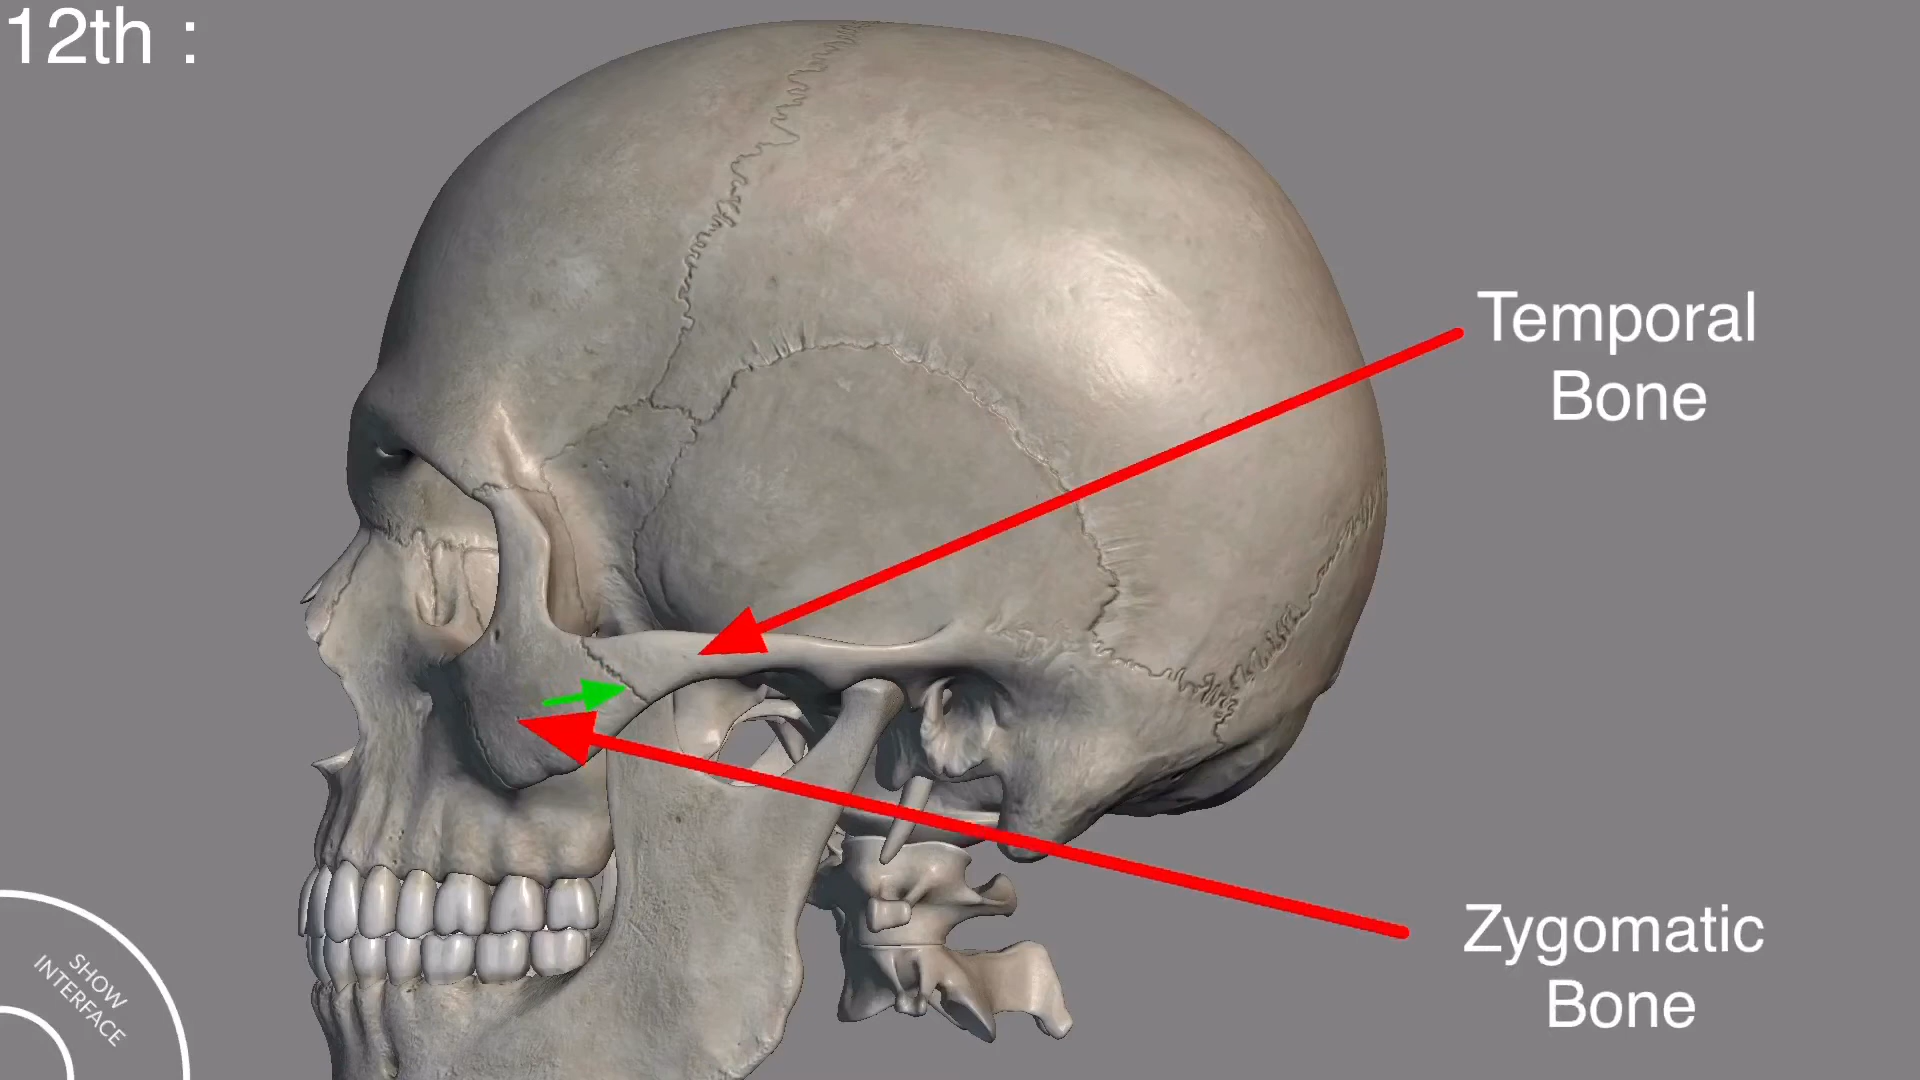 12th :
Temporal
Bone
Zygomatic
Bone
SHOW
INTERFACE